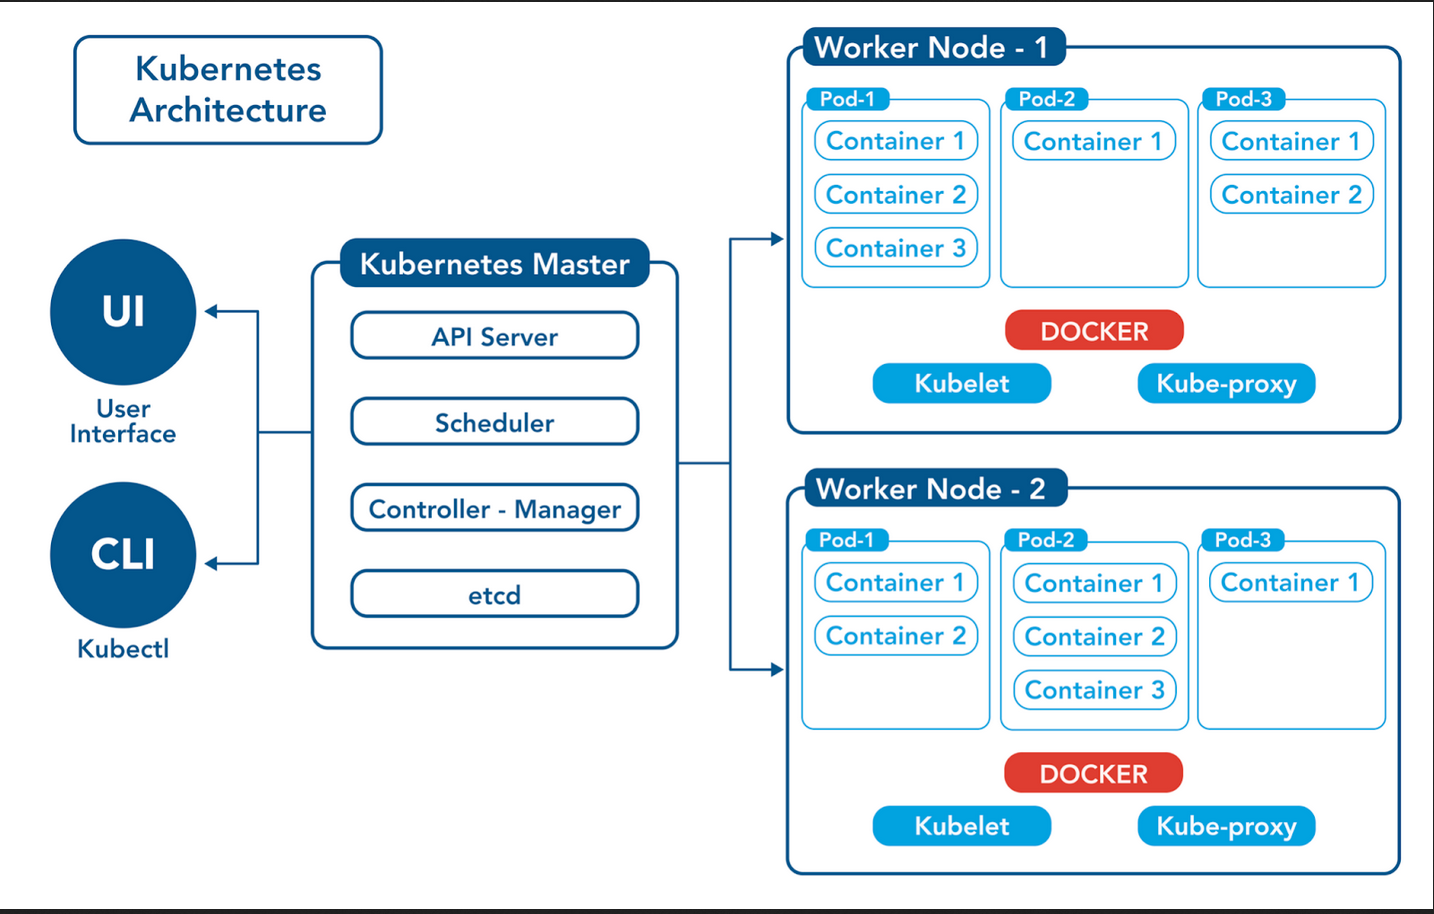 Kubernetes
Architecture
UI
User
Interface
CLI
Kubectl
Kubernetes Master
API Server
Scheduler
Controller - Manager
etcd
Worker Node - 1
Pod-1
Container 1
Container 2
Container 3
Pod-2
Container 1
Pod-3
Container 1
Container 2
DOCKER
Kubelet
Kube-proxy
Worker Node - 2
Pod-1
Container 1
Container 2
Pod-2
Container 1
Container 2
Container 3
Pod-3
Container 1
DOCKER
Kubelet
Kube-proxy